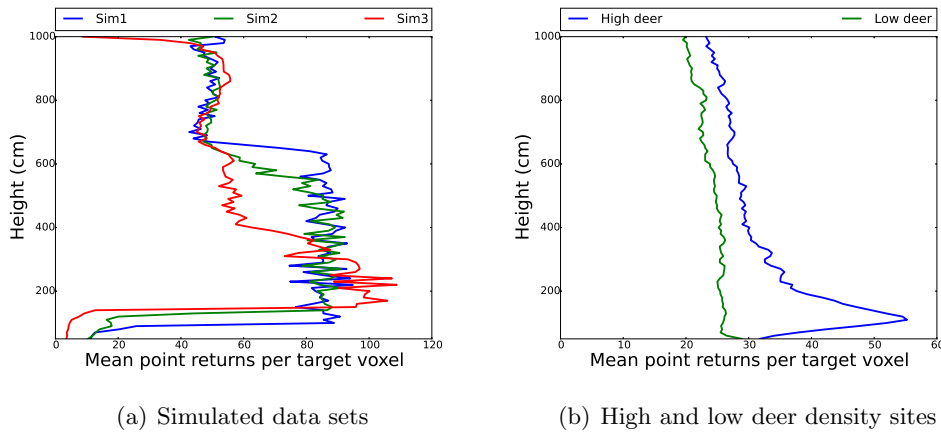 Sim1 Sim2 Sim3
1000
800
600
400
200
0 20 40 60 80 100 120
Height (cm)
Mean point returns per target voxel
(a) Simulated data sets
High deer Low deer
1000
800
600
400
200
0 10 20 30 40 50 60
Height (cm)
Mean point returns per target voxel
(b) High and low deer density sites